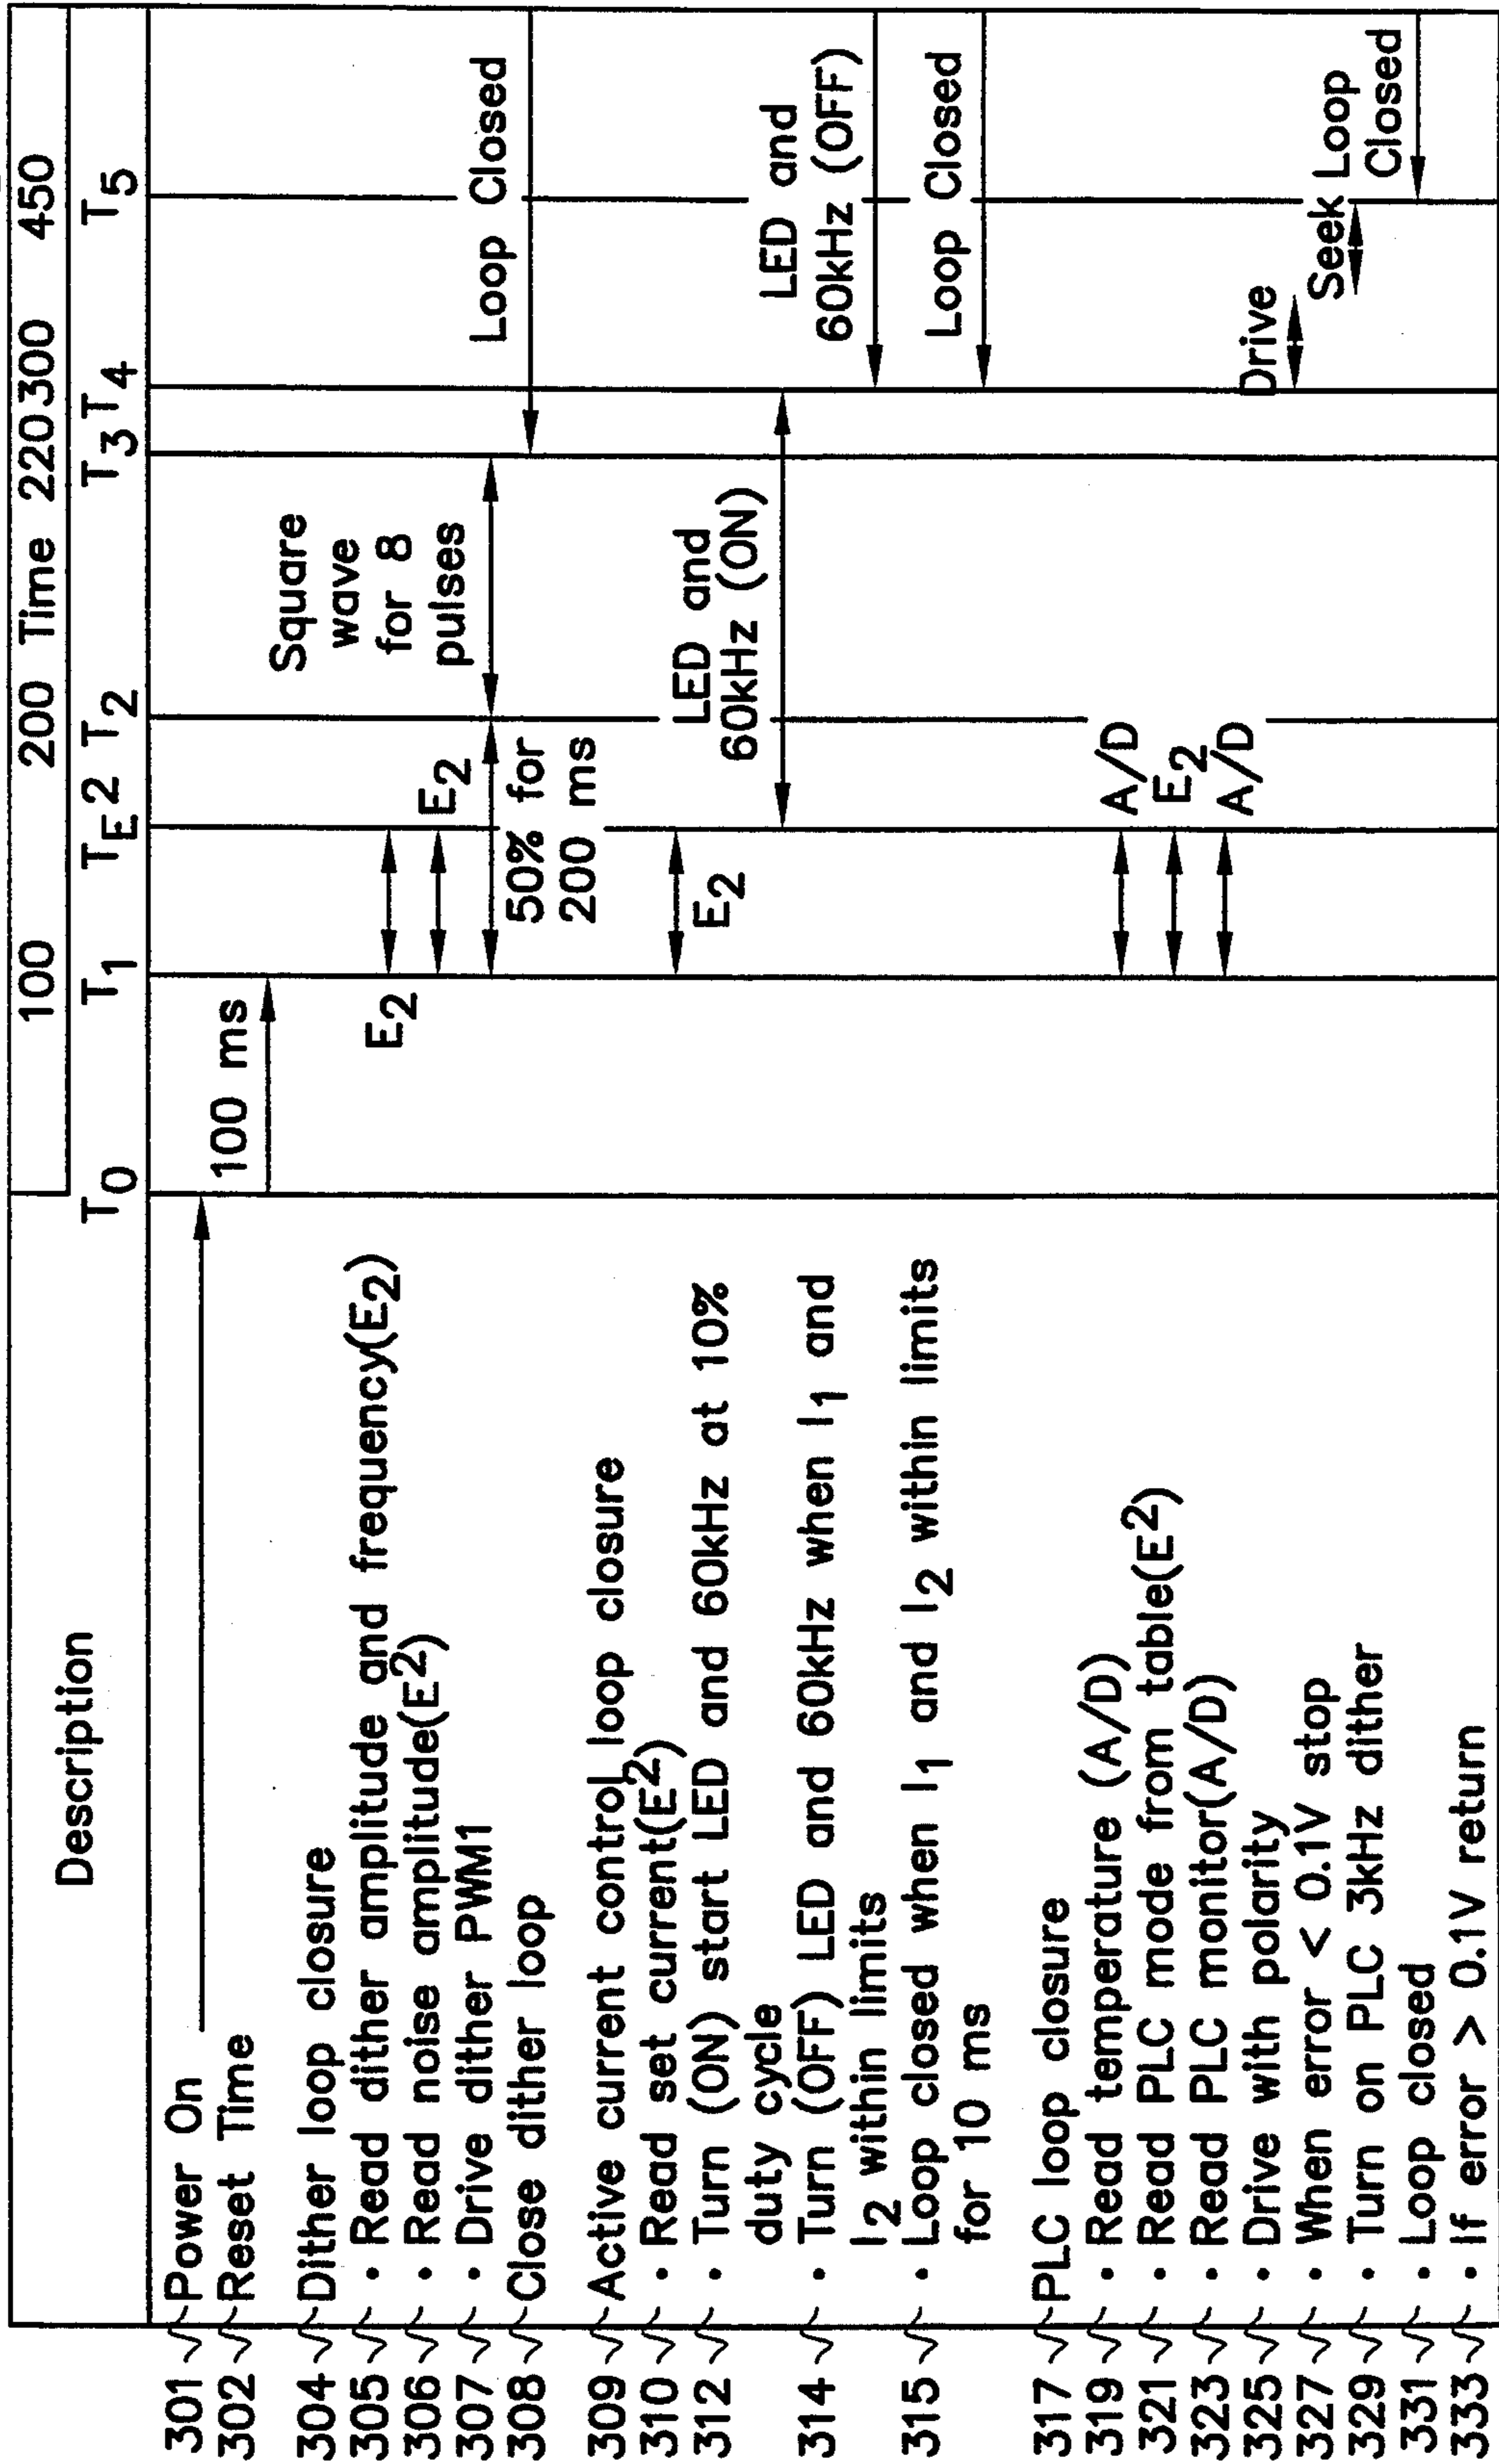 Description
100 200 Time 220 300 450
T0 T1 TE2 T2 T3 T4 T5
301 Power On
302 Reset Time
100 ms
304 Dither loop closure
305 • Read dither amplitude and frequency(E2)
E2
306 • Read noise amplitude(E2)
E2
307 • Drive dither PWM1
50% for
200 ms
Square
wave
for 8
pulses
308 Close dither loop
Loop Closed
309 Active current control loop closure
310 • Read set current(E2)
E2
312 • Turn (ON) start LED and 60kHz at 10%
duty cycle
LED and
60kHz (ON)
314 • Turn (OFF) LED and 60kHz when I1 and
I2 within limits
LED and
60kHz (OFF)
315 • Loop closed when I1 and I2 within limits
for 10 ms
Loop Closed
317 PLC loop closure
319 • Read temperature (A/D)
A/D
321 • Read PLC mode from table(E2)
E2
323 • Read PLC monitor(A/D)
A/D
325 • Drive with polarity
Drive
327 • When error < 0.1V stop
Seek
329 • Turn on PLC 3kHz dither
331 • Loop closed
Loop
Closed
333 • If error > 0.1V return